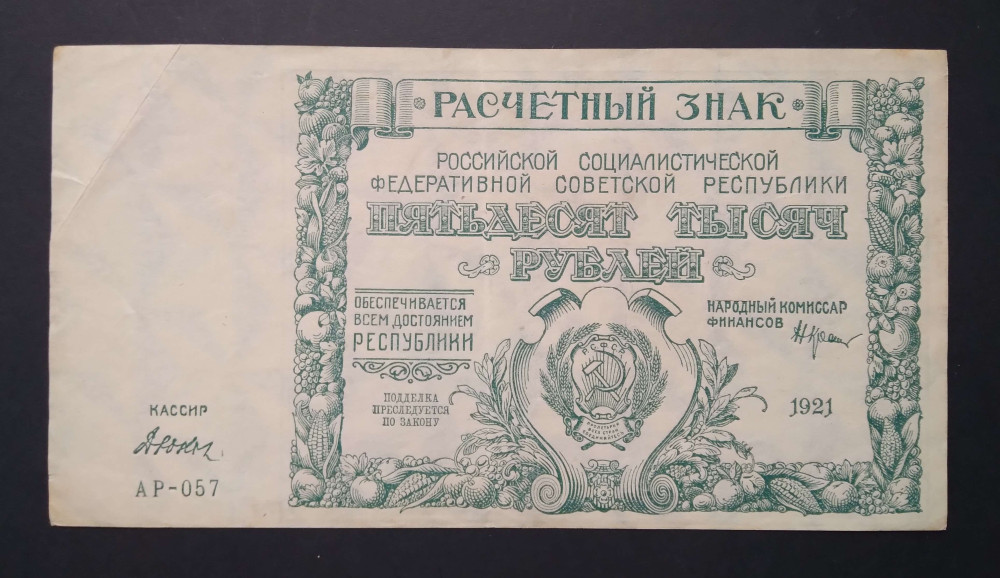 РАСЧЕТНЫЙ ЗНАК
РОССИЙСКОЙ СОЦИАЛИСТИЧЕСКОЙ
ФЕДЕРАТИВНОЙ СОВЕТСКОЙ РЕСПУБЛИКИ
ПЯТЬДЕСЯТ ТЫСЯЧ
РУБЛЕЙ
ОБЕСПЕЧИВАЕТСЯ
ВСЕМ ДОСТОЯНИЕМ
РЕСПУБЛИКИ
НАРОДНЫЙ КОМИССАР
ФИНАНСОВ
Р.С.Ф.С.Р.
ПОДДЕЛКА
ПРЕСЛЕДУЕТСЯ
ПО ЗАКОНУ
1921
КАССИР
АР-057